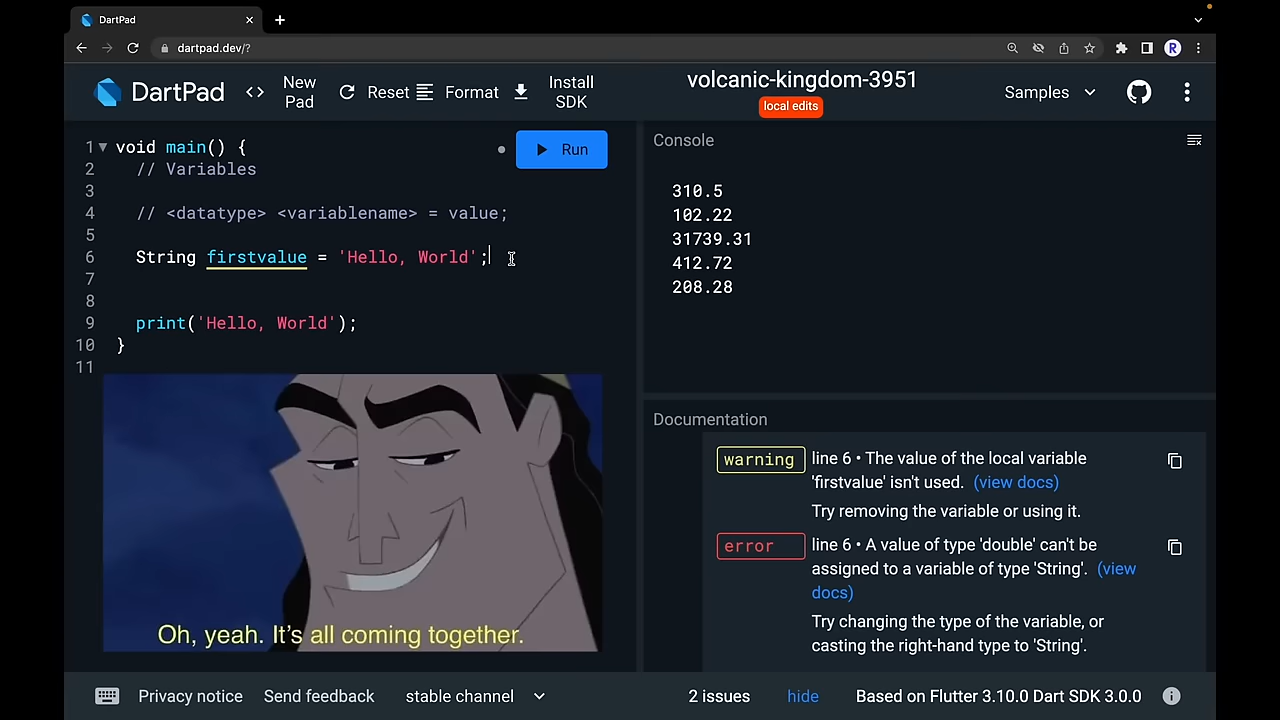 DartPad
dartpad.dev/?
R
DartPad
<> New Pad
Reset
Format
Install SDK
volcanic-kingdom-3951
local edits
Samples
1 void main() {
2 // Variables
3
4 // <datatype> <variablename> = value;
5
6 String firstvalue = 'Hello, World';
7
8
9 print('Hello, World');
10 }
11
Run
Oh, yeah. It's all coming together.
Console
310.5
102.22
31739.31
412.72
208.28
Documentation
warning
line 6 • The value of the local variable
'firstvalue' isn't used. (view docs)
Try removing the variable or using it.
error
line 6 • A value of type 'double' can't be
assigned to a variable of type 'String'. (view
docs)
Try changing the type of the variable, or
casting the right-hand type to 'String'.
Privacy notice
Send feedback
stable channel
2 issues
hide
Based on Flutter 3.10.0 Dart SDK 3.0.0